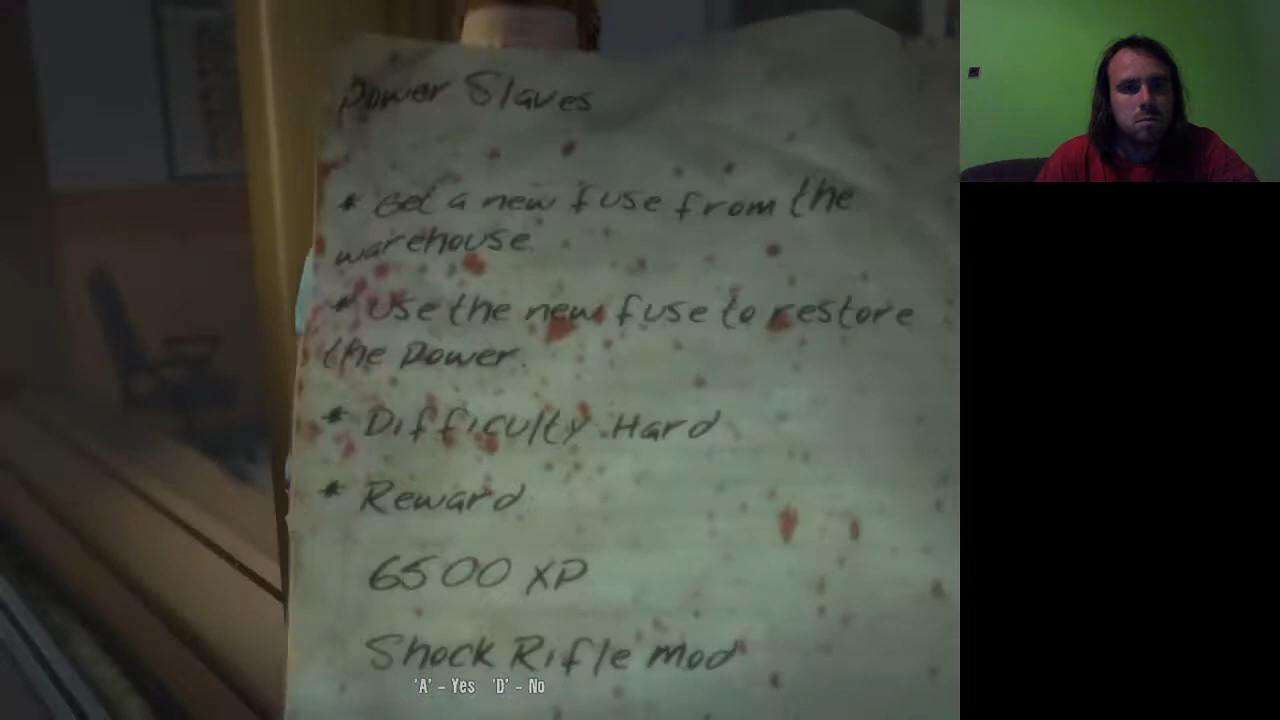 Power Slaves
* Get a new fuse from the
warehouse.
* Use the new fuse to restore
the Power.
* Difficulty Hard
* Reward
6500 XP
Shock Rifle Mod
'A' – Yes 'D' – No